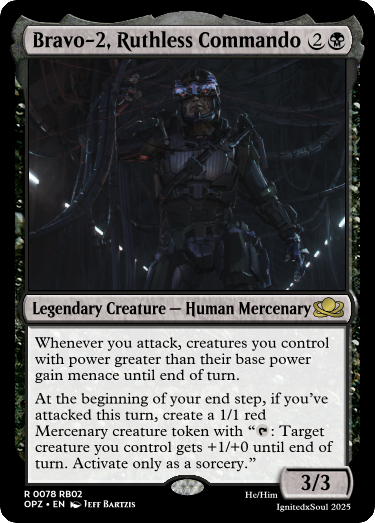 Bravo-2, Ruthless Commando 2
Legendary Creature — Human Mercenary
Whenever you attack, creatures you control
with power greater than their base power
gain menace until end of turn.
At the beginning of your end step, if you’ve
attacked this turn, create a 1/1 red
Mercenary creature token with “: Target
creature you control gets +1/+0 until end of
turn. Activate only as a sorcery.”
3/3
R 0078 RB02
OPZ • EN Jeff Bartzis
He/Him
IgnitedxSoul 2025